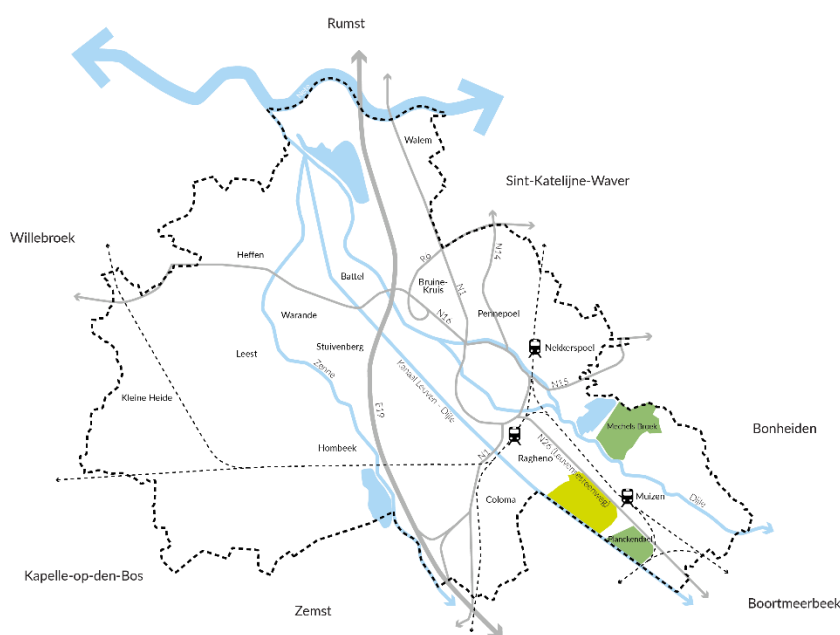 Rumst
Walem
Sint-Katelijne-Waver
Willebroek
Heffen
Battel
R6
Bruine-
Kruis
N1
N14
Pennepoel
N16
Warande
Stuivenberg
Nekkerspoel
Leest
Zenne
Kanaal Leuven - Dijle
N15
Kleine Heide
E19
Mechels Broek
Bonheiden
Hombeek
N1
Ragheno
N26 (Leuvensesteenweg)
Coloma
Muizen
Dijle
Planckendael
Kapelle-op-den-Bos
Zemst
Boortmeerbeek